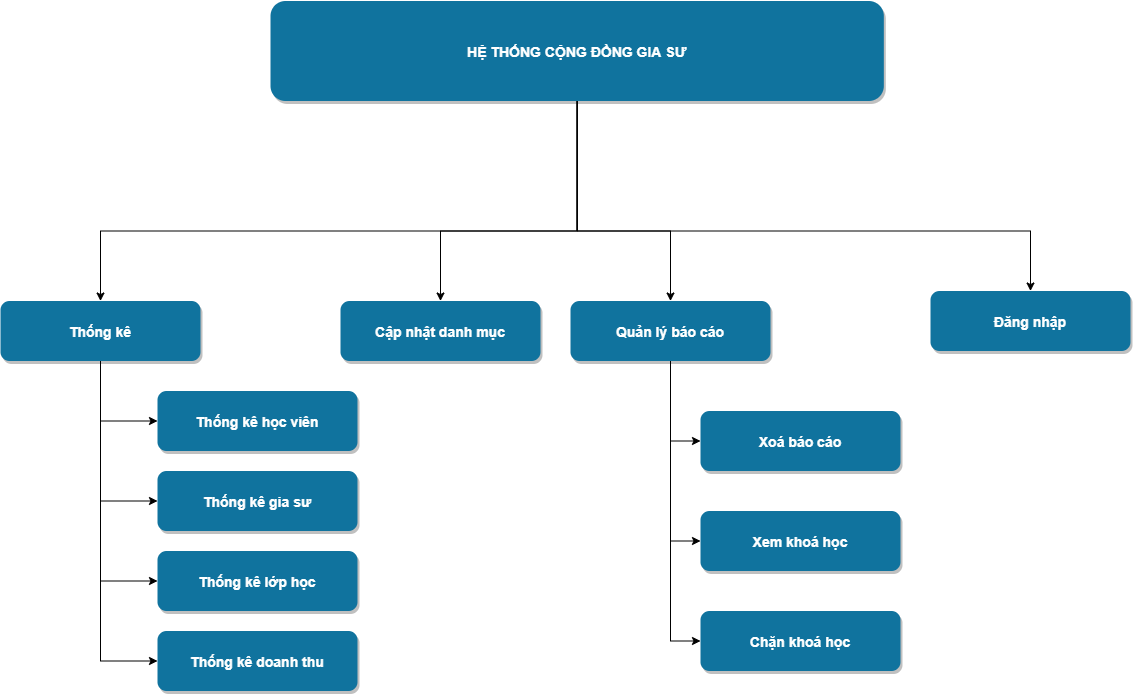 HỆ THỐNG CỘNG ĐỒNG GIA SƯ
Thống kê
Cập nhật danh mục
Quản lý báo cáo
Đăng nhập
Thống kê học viên
Thống kê gia sư
Thống kê lớp học
Thống kê doanh thu
Xoá báo cáo
Xem khoá học
Chặn khoá học